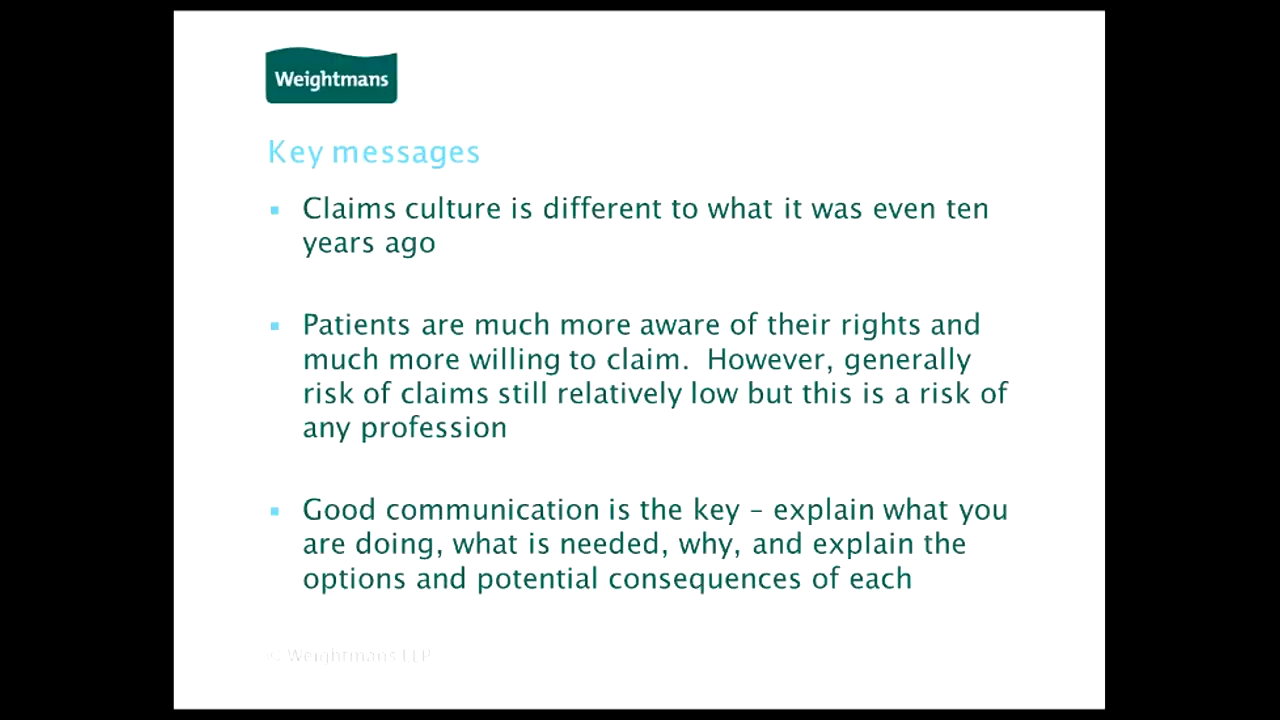 Weightmans
Key messages
▪ Claims culture is different to what it was even ten
years ago
▪ Patients are much more aware of their rights and
much more willing to claim.  However, generally
risk of claims still relatively low but this is a risk of
any profession
▪ Good communication is the key – explain what you
are doing, what is needed, why, and explain the
options and potential consequences of each
© Weightmans LLP